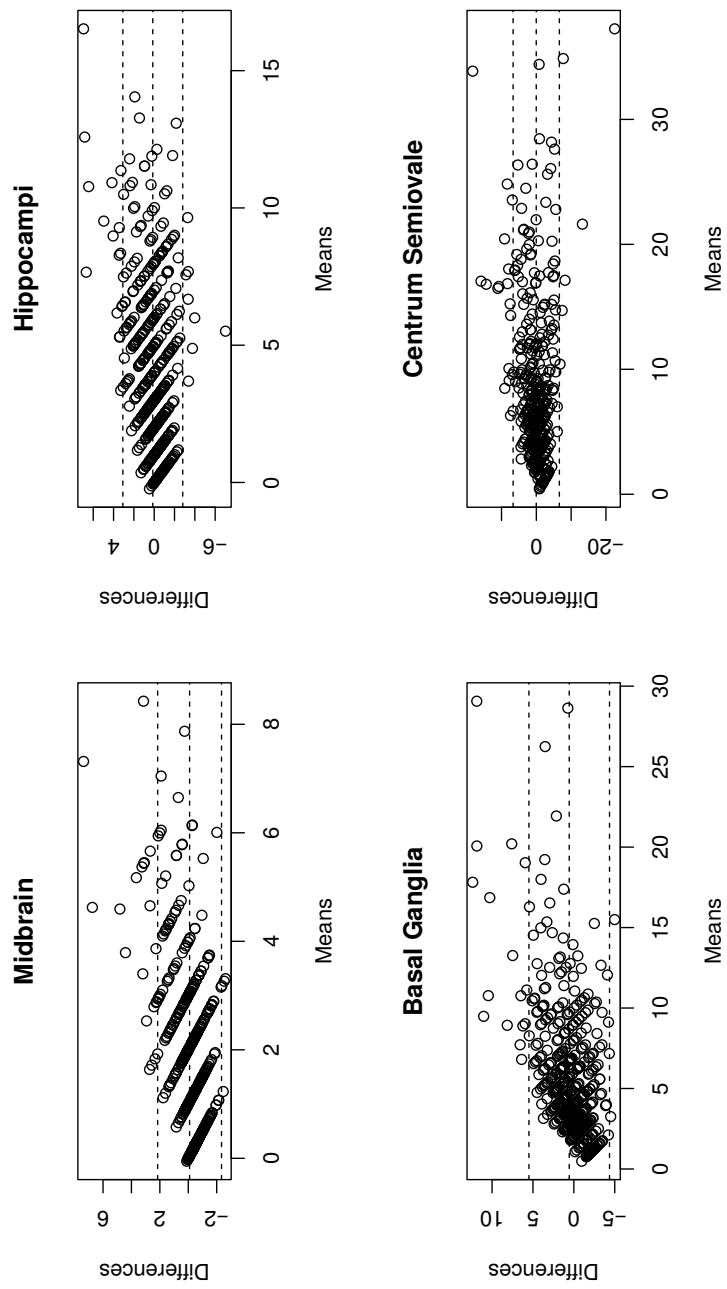 Midbrain
Differences
6
2
−2
0 2 4 6 8
Means
Hippocampi
Differences
4
0
−6
0 5 10 15
Means
Basal Ganglia
Differences
10
5
0
−5
0 5 10 15 20 25 30
Means
Centrum Semiovale
Differences
0
−20
0 10 20 30
Means